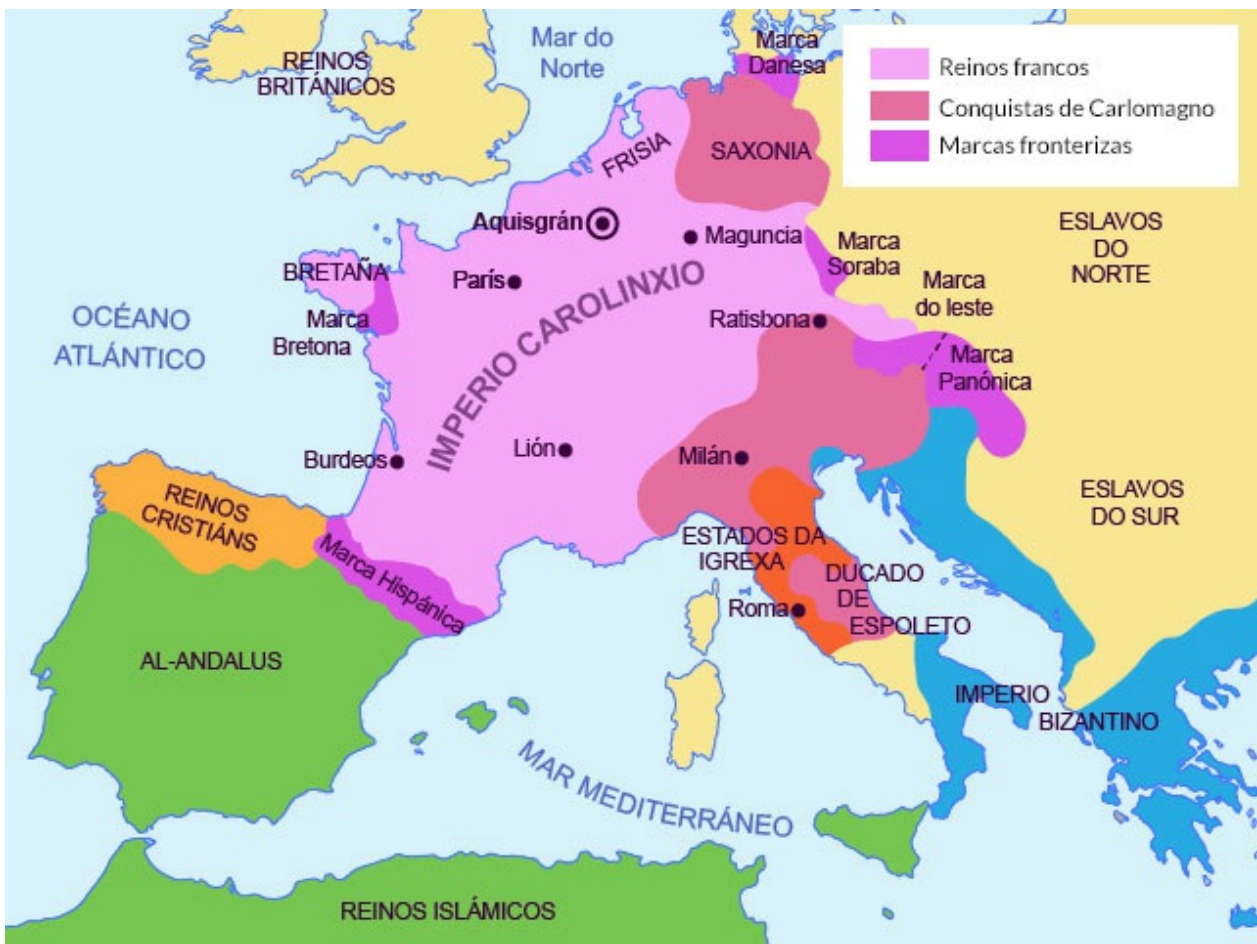 REINOS
BRITÁNICOS
Mar do
Norte
Marca
Danesa
Reinos francos
Conquistas de Carlomagno
Marcas fronterizas
FRISIA
SAXONIA
Aquisgrán
Maguncia
Marca
Soraba
ESLAVOS
DO
NORTE
BRETAÑA
París
Marca
do leste
OCÉANO
ATLÁNTICO
Marca
Bretona
IMPERIO CAROLINXIO
Ratisbona
Marca
Panónica
Burdeos
Lión
Milán
REINOS
CRISTIÁNS
ESLAVOS
DO SUR
Marca Hispánica
ESTADOS DA
IGREXA
DUCADO
DE
ESPOLETO
Roma
AL-ANDALUS
IMPERIO
BIZANTINO
MAR MEDITERRÁNEO
REINOS ISLÁMICOS